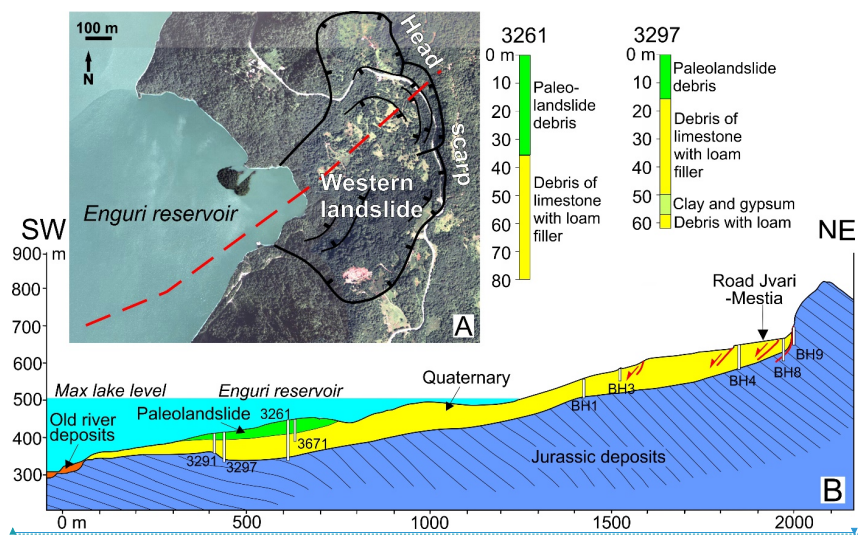 100 m
N
Head
scarp
Western
landslide
Enguri reservoir
A
3261
0 m
10
20
30
40
50
60
70
80
Paleo-
landslide
debris
Debris of
limestone
with loam
filler
3297
0 m
10
20
30
40
50
60
Paleolandslide
debris
Debris of
limestone
with loam
filler
Clay and gypsum
Debris with loam
SW
NE
900 m
800
700
600
500
400
300
Max lake level
Enguri reservoir
Old river
deposits
Paleolandslide
3261
3671
3291
3297
Quaternary
Road Jvari
-Mestia
BH1
BH3
BH4
BH8
BH9
Jurassic deposits
B
0 m
500
1000
1500
2000